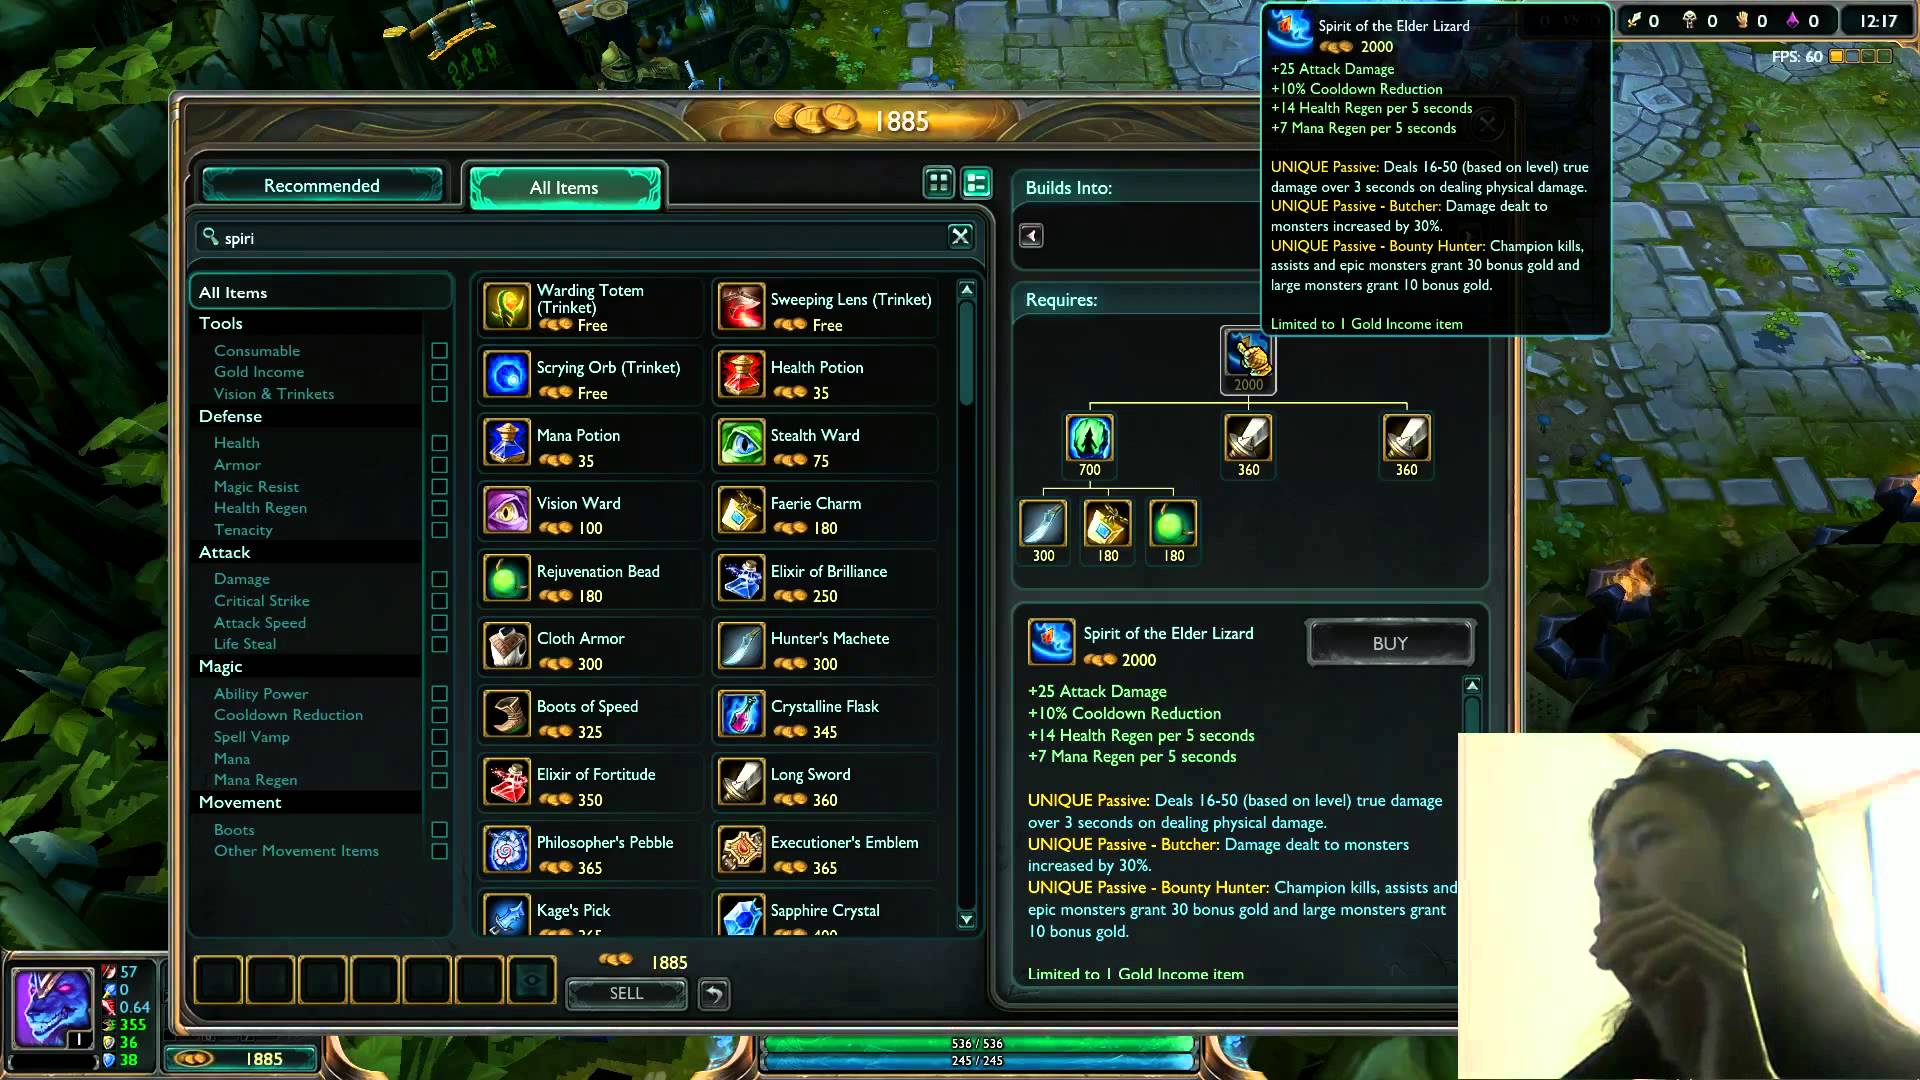 Spirit of the Elder Lizard
2000
+25 Attack Damage
+10% Cooldown Reduction
+14 Health Regen per 5 seconds
+7 Mana Regen per 5 seconds
UNIQUE Passive: Deals 16-50 (based on level) true
damage over 3 seconds on dealing physical damage.
UNIQUE Passive - Butcher: Damage dealt to
monsters increased by 30%.
UNIQUE Passive - Bounty Hunter: Champion kills,
assists and epic monsters grant 30 bonus gold and
large monsters grant 10 bonus gold.
Limited to 1 Gold Income item
0 0 0 0 12:17
FPS: 60
1885
Recommended
All Items
spiri
All Items
Tools
Consumable
Gold Income
Vision & Trinkets
Defense
Health
Armor
Magic Resist
Health Regen
Tenacity
Attack
Damage
Critical Strike
Attack Speed
Life Steal
Magic
Ability Power
Cooldown Reduction
Spell Vamp
Mana
Mana Regen
Movement
Boots
Other Movement Items
Warding Totem
(Trinket)
Free
Sweeping Lens (Trinket)
Free
Scrying Orb (Trinket)
Free
Health Potion
35
Mana Potion
35
Stealth Ward
75
Vision Ward
100
Faerie Charm
180
Rejuvenation Bead
180
Elixir of Brilliance
250
Cloth Armor
300
Hunter's Machete
300
Boots of Speed
325
Crystalline Flask
345
Elixir of Fortitude
350
Long Sword
360
Philosopher's Pebble
365
Executioner's Emblem
365
Kage's Pick
365
Sapphire Crystal
400
Builds Into:
Requires:
2000
700
360
360
300
180
180
Spirit of the Elder Lizard
2000
BUY
+25 Attack Damage
+10% Cooldown Reduction
+14 Health Regen per 5 seconds
+7 Mana Regen per 5 seconds
UNIQUE Passive: Deals 16-50 (based on level) true damage
over 3 seconds on dealing physical damage.
UNIQUE Passive - Butcher: Damage dealt to monsters
increased by 30%.
UNIQUE Passive - Bounty Hunter: Champion kills, assists and
epic monsters grant 30 bonus gold and large monsters grant
10 bonus gold.
Limited to 1 Gold Income item
1885
SELL
57
0
0.64
355
36
38
1
1885
536 / 536
245 / 245